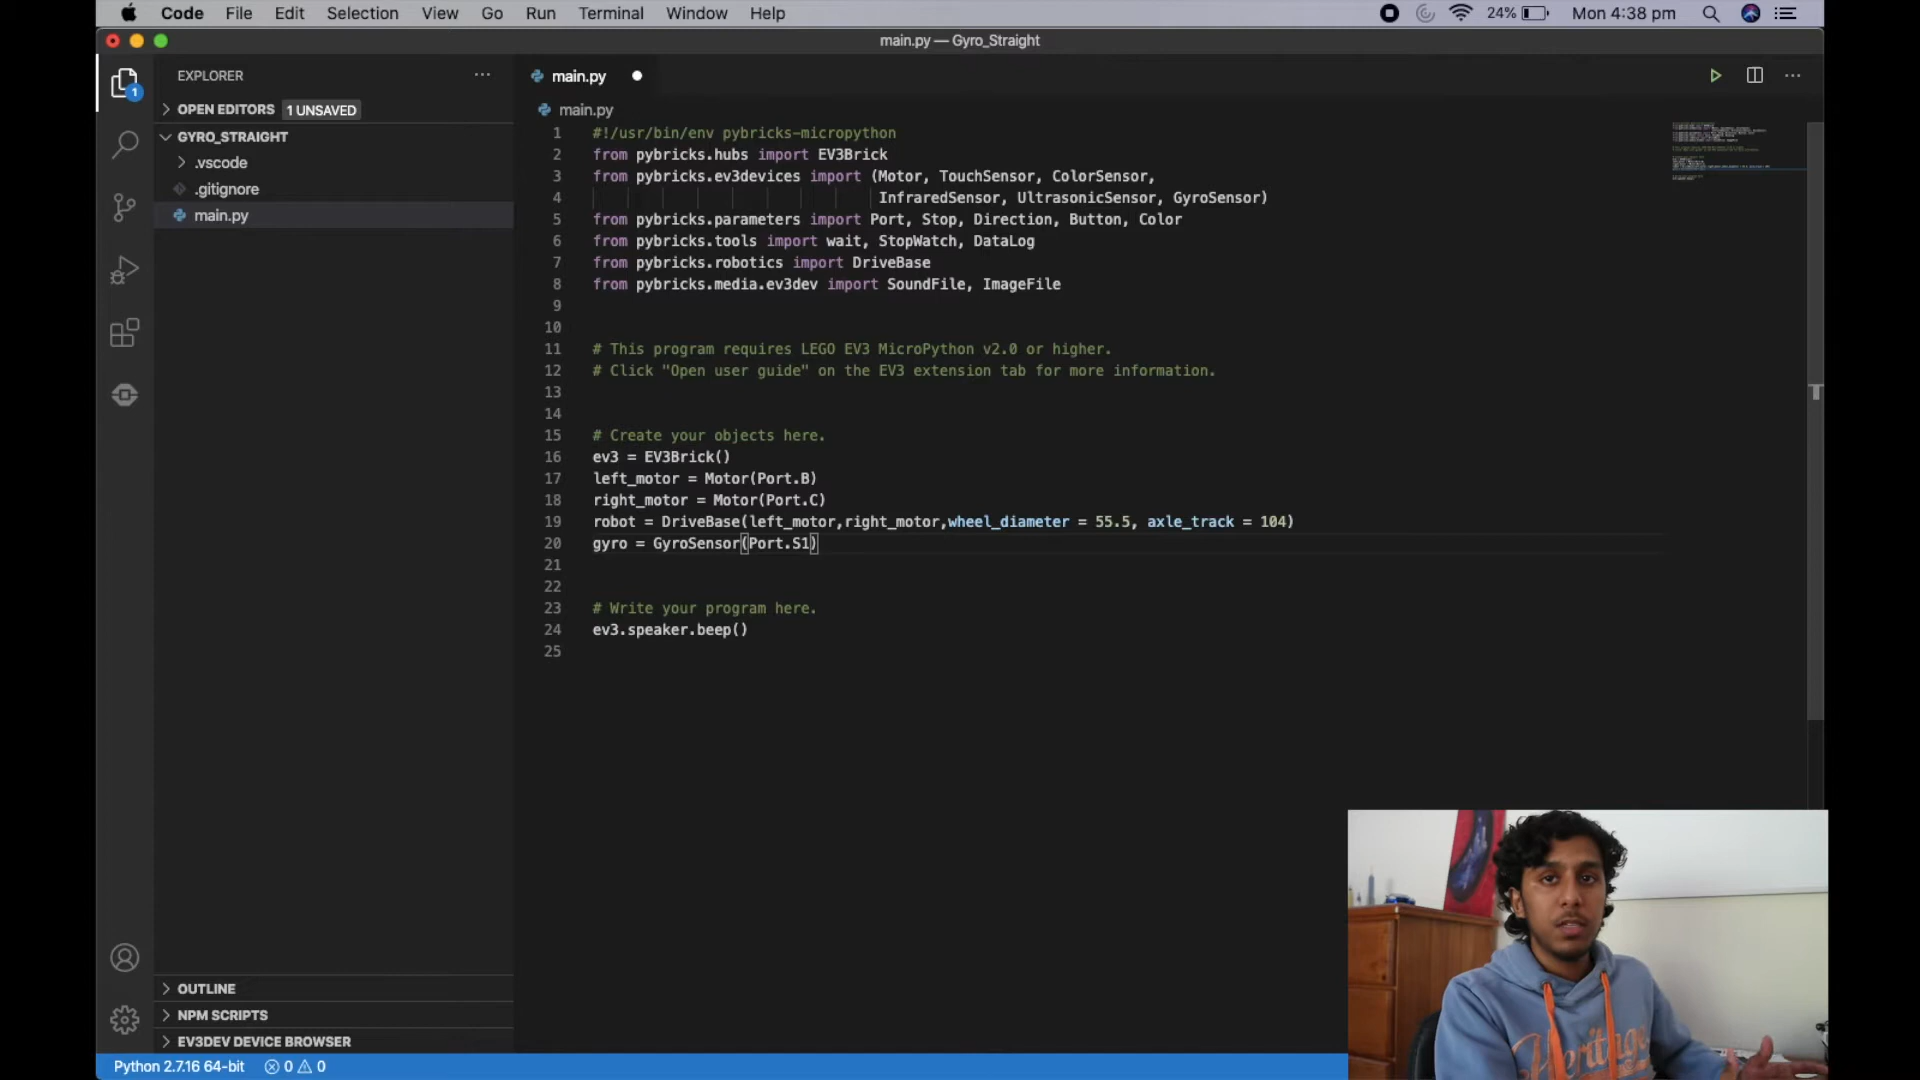 Code File Edit Selection View Go Run Terminal Window Help
24% Mon 4:38 pm
main.py — Gyro_Straight
EXPLORER
OPEN EDITORS 1 UNSAVED
GYRO_STRAIGHT
.vscode
.gitignore
main.py
1
main.py
main.py
1 #!/usr/bin/env pybricks-micropython
2 from pybricks.hubs import EV3Brick
3 from pybricks.ev3devices import (Motor, TouchSensor, ColorSensor,
4 InfraredSensor, UltrasonicSensor, GyroSensor)
5 from pybricks.parameters import Port, Stop, Direction, Button, Color
6 from pybricks.tools import wait, StopWatch, DataLog
7 from pybricks.robotics import DriveBase
8 from pybricks.media.ev3dev import SoundFile, ImageFile
9
10
11 # This program requires LEGO EV3 MicroPython v2.0 or higher.
12 # Click "Open user guide" on the EV3 extension tab for more information.
13
14
15 # Create your objects here.
16 ev3 = EV3Brick()
17 left_motor = Motor(Port.B)
18 right_motor = Motor(Port.C)
19 robot = DriveBase(left_motor,right_motor,wheel_diameter = 55.5, axle_track = 104)
20 gyro = GyroSensor(Port.S1)
21
22
23 # Write your program here.
24 ev3.speaker.beep()
25
OUTLINE
NPM SCRIPTS
EV3DEV DEVICE BROWSER
Python 2.7.16 64-bit 0 0
Heritage